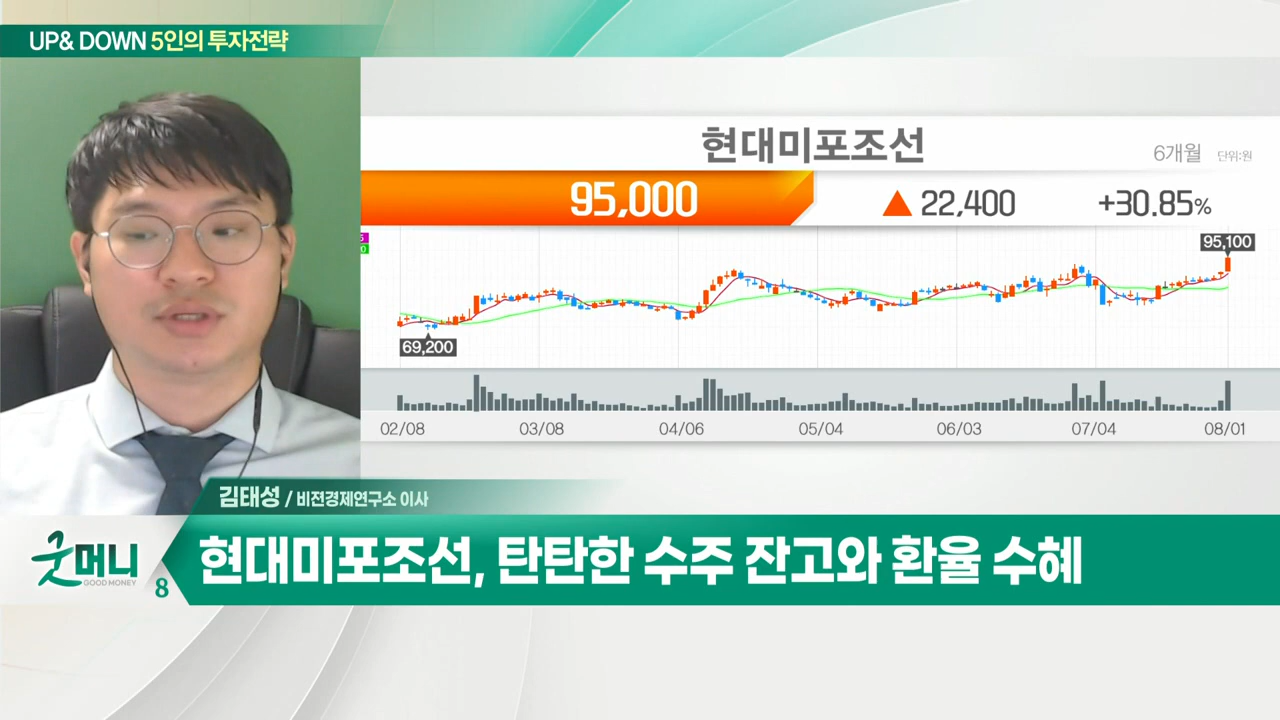 UP& DOWN 5인의 투자전략
현대미포조선
6개월 단위:원
95,000 ▲ 22,400 +30.85%
95,100
69,200
02/08 03/08 04/06 05/04 06/03 07/04 08/01
김태성 / 비젼경제연구소 이사
굿머니
GOOD MONEY
8
현대미포조선, 탄탄한 수주 잔고와 환율 수혜